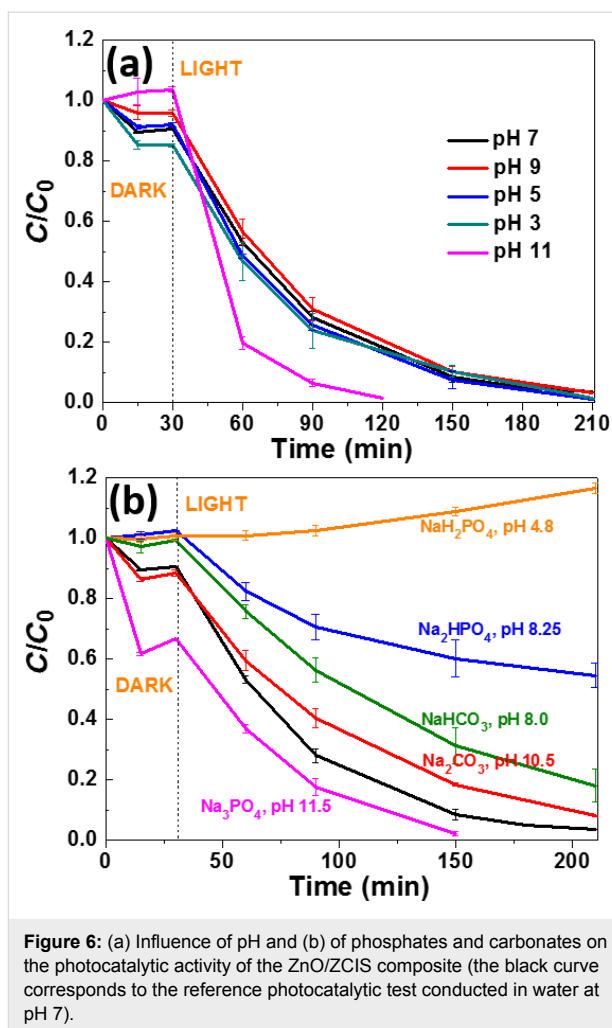 (a)
LIGHT
DARK
pH 7
pH 9
pH 5
pH 3
pH 11
C/C₀
1.2
1.0
0.8
0.6
0.4
0.2
0.0
0 30 60 90 120 150 180 210
Time (min)
(b)
LIGHT
DARK
NaH₂PO₄, pH 4.8
Na₂HPO₄, pH 8.25
NaHCO₃, pH 8.0
Na₂CO₃, pH 10.5
Na₃PO₄, pH 11.5
C/C₀
1.2
1.0
0.8
0.6
0.4
0.2
0.0
0 50 100 150 200
Time (min)
Figure 6: (a) Influence of pH and (b) of phosphates and carbonates on
the photocatalytic activity of the ZnO/ZCIS composite (the black curve
corresponds to the reference photocatalytic test conducted in water at
pH 7).